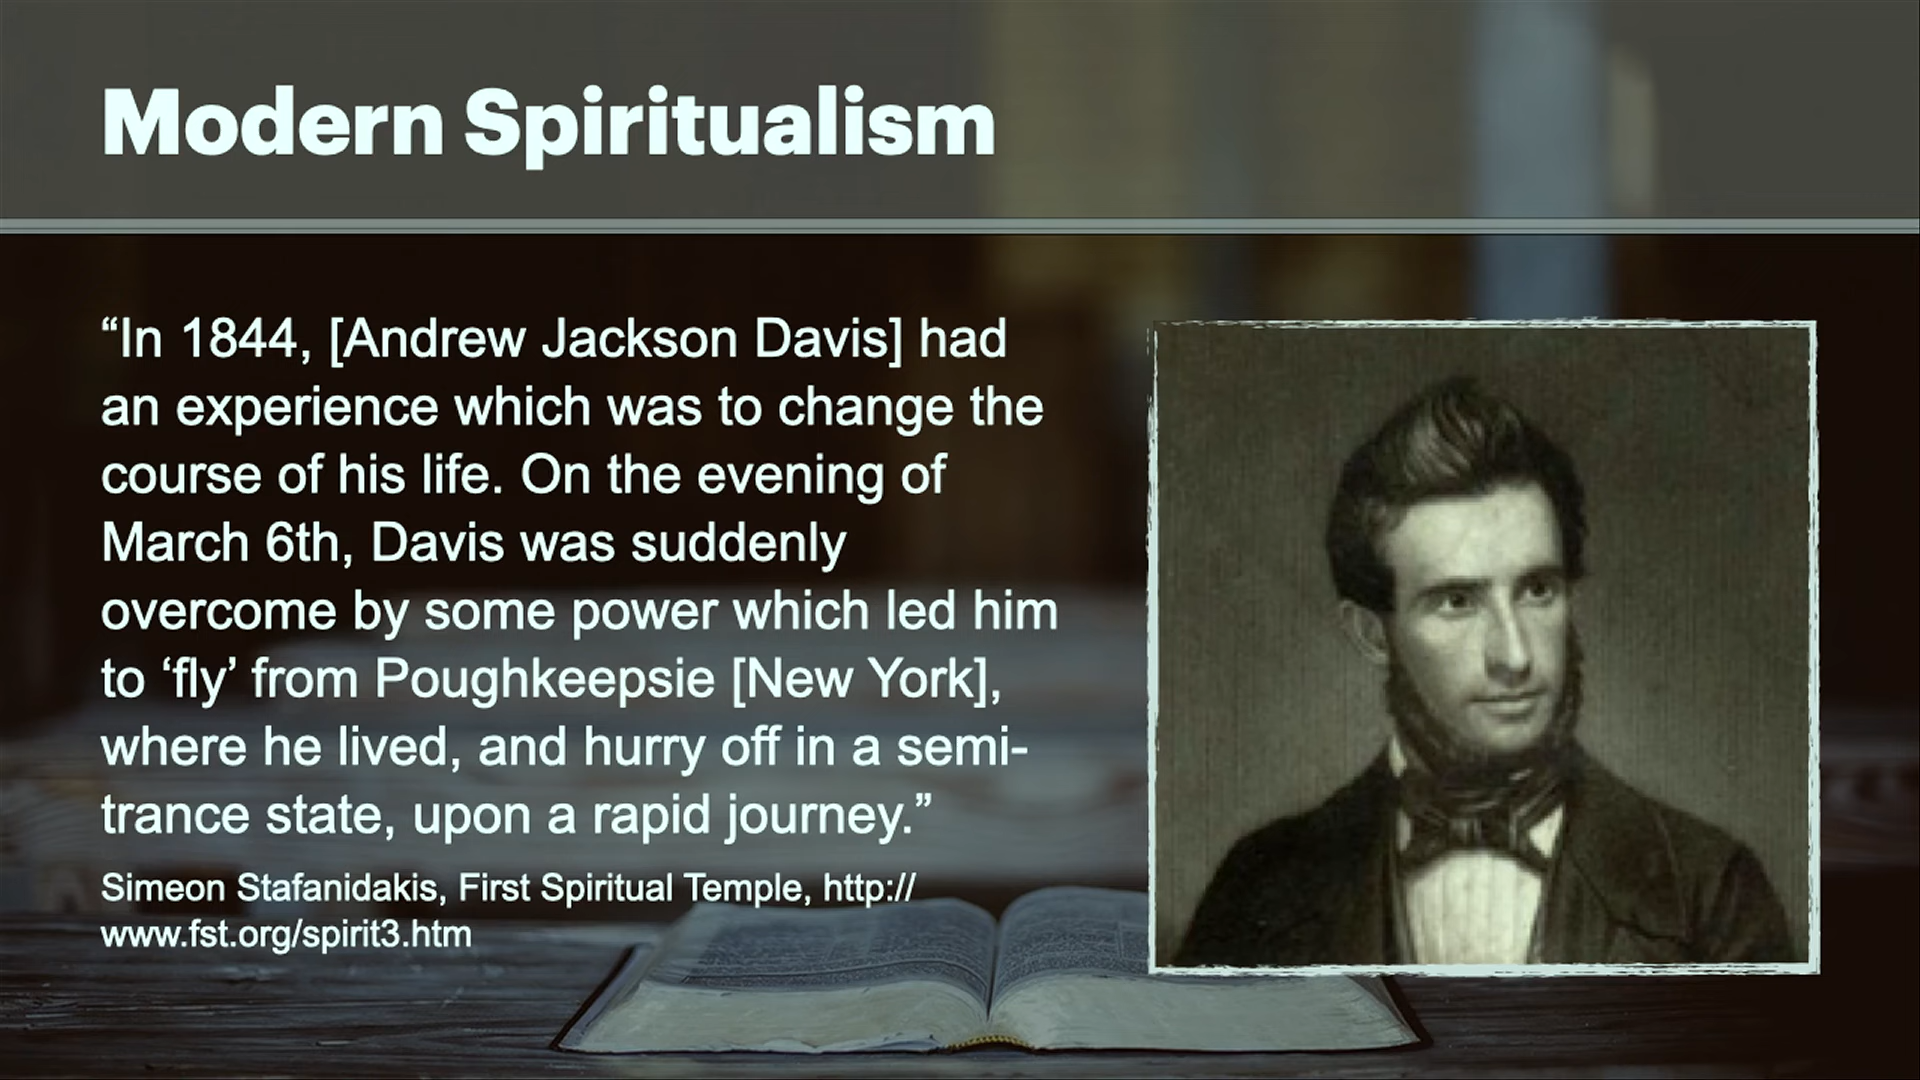 Modern Spiritualism
“In 1844, [Andrew Jackson Davis] had
an experience which was to change the
course of his life. On the evening of
March 6th, Davis was suddenly
overcome by some power which led him
to ‘fly’ from Poughkeepsie [New York],
where he lived, and hurry off in a semi-
trance state, upon a rapid journey.”
Simeon Stafanidakis, First Spiritual Temple, http://
www.fst.org/spirit3.htm